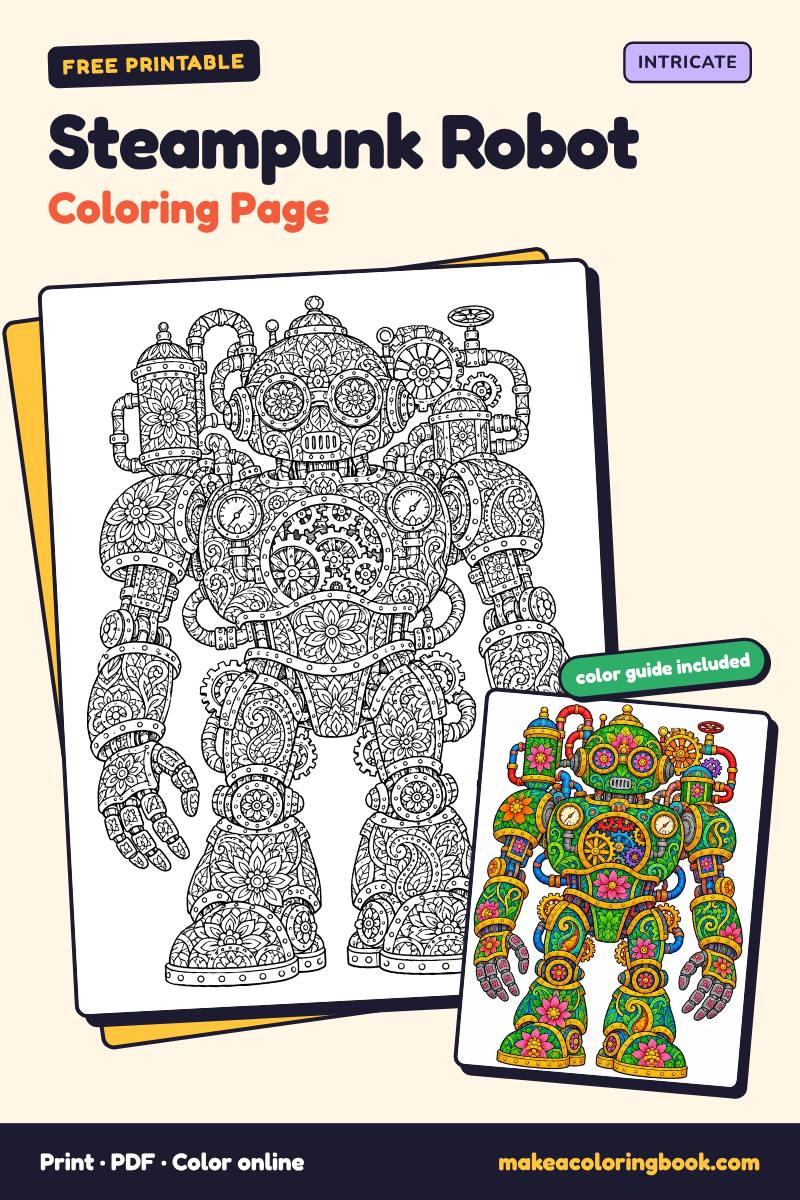 FREE PRINTABLE
INTRICATE
Steampunk Robot
Coloring Page
color guide included
Print · PDF · Color online
makeacoloringbook.com